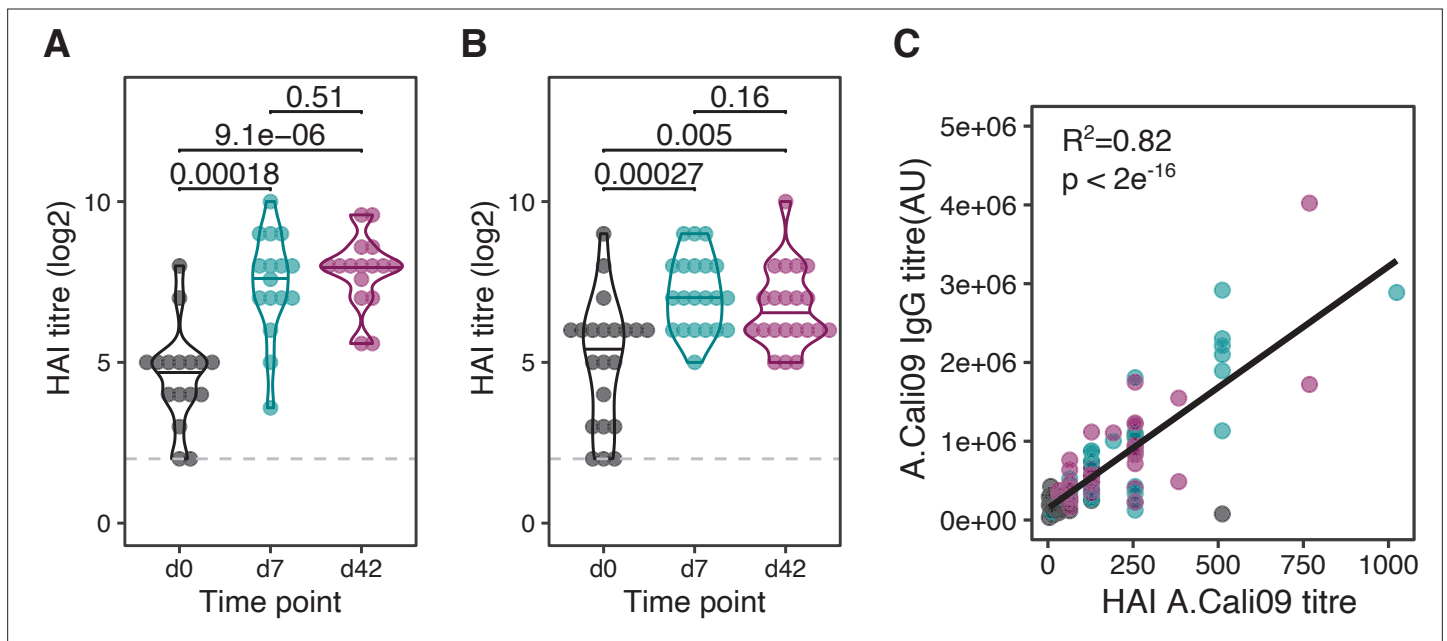 A
0.51
9.1e−06
0.00018
HAI titre (log2)
10
5
0
d0 d7 d42
Time point
B
0.16
0.005
0.00027
HAI titre (log2)
10
5
0
d0 d7 d42
Time point
C
R²=0.82
p < 2e⁻¹⁶
A.Cali09 IgG titre(AU)
5e+06
4e+06
3e+06
2e+06
1e+06
0e+00
0 250 500 750 1000
HAI A.Cali09 titre